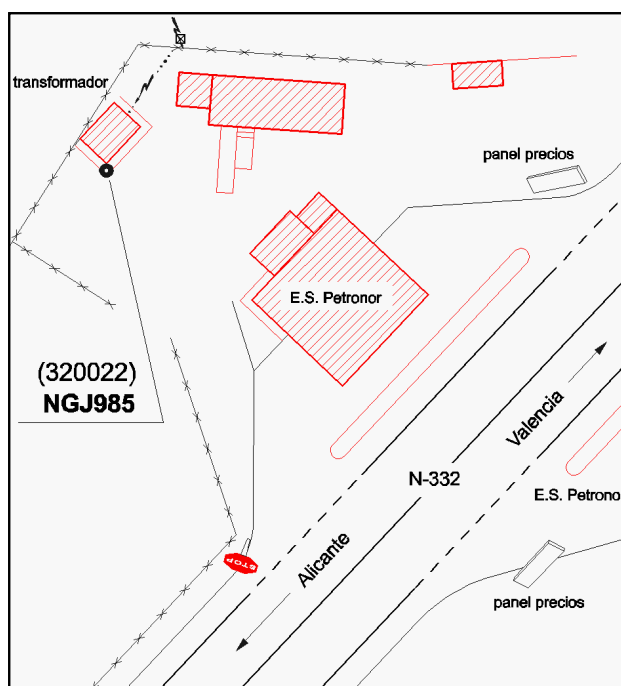 transformador
panel precios
E.S. Petronor
(320022)
NGJ985
Valencia
N-332
E.S. Petrono
STOP
Alicante
panel precios